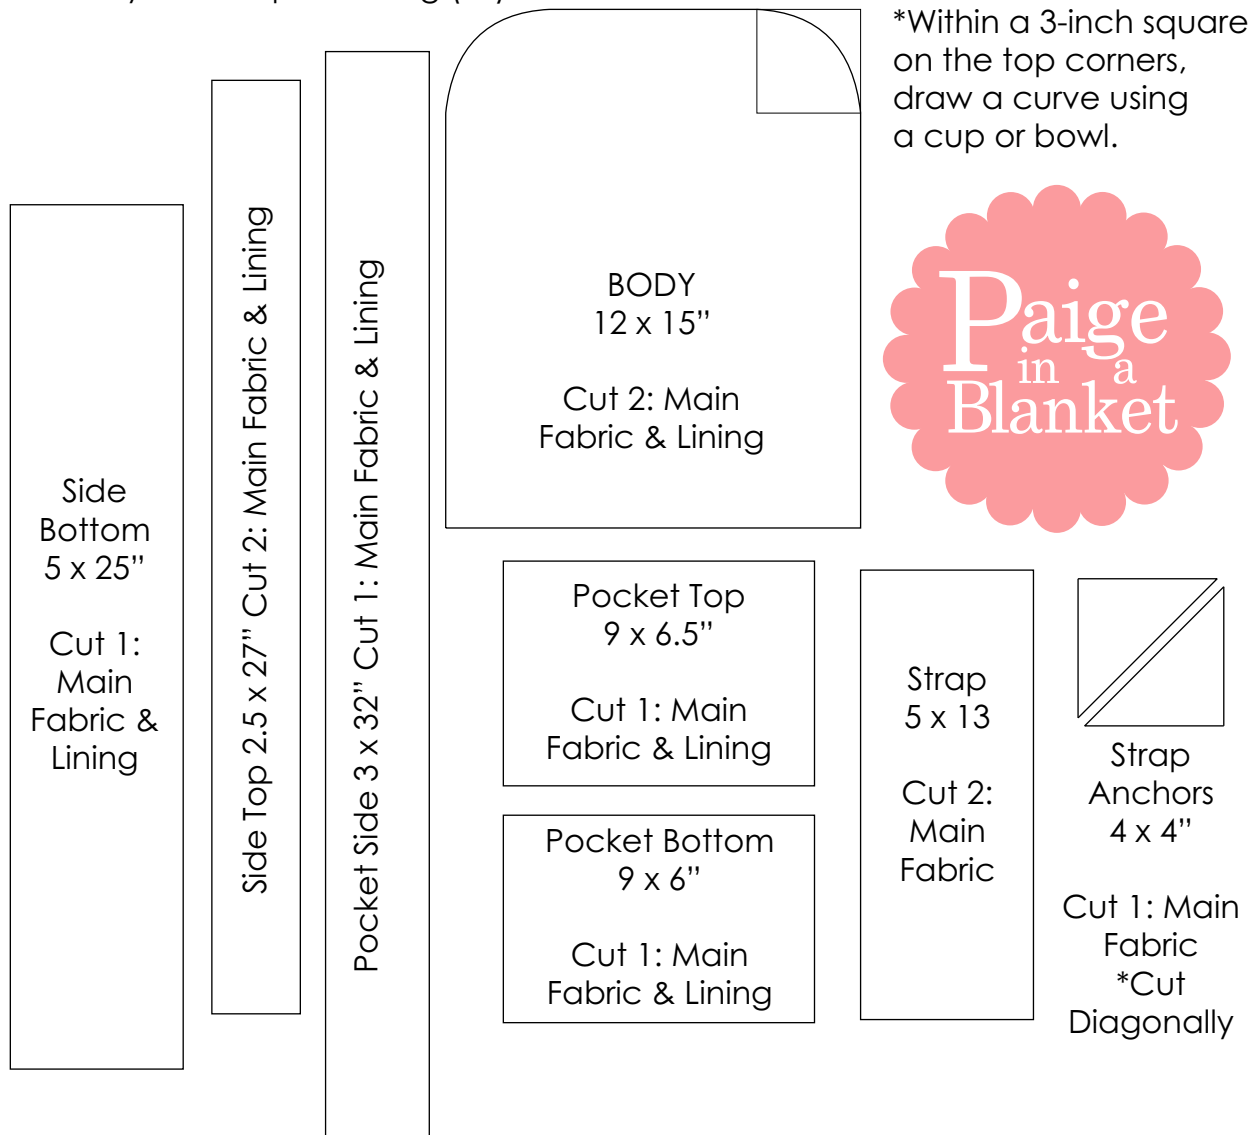 *Within a 3-inch square
on the top corners,
draw a curve using
a cup or bowl.
Side
Bottom
5 x 25”
Cut 1:
Main
Fabric &
Lining
Side Top 2.5 x 27” Cut 2: Main Fabric & Lining
Pocket Side 3 x 32” Cut 1: Main Fabric & Lining
BODY
12 x 15”
Cut 2: Main
Fabric & Lining
Paige
in a
Blanket
Pocket Top
9 x 6.5”
Cut 1: Main
Fabric & Lining
Pocket Bottom
9 x 6”
Cut 1: Main
Fabric & Lining
Strap
5 x 13
Cut 2:
Main
Fabric
Strap
Anchors
4 x 4”
Cut 1: Main
Fabric
*Cut
Diagonally